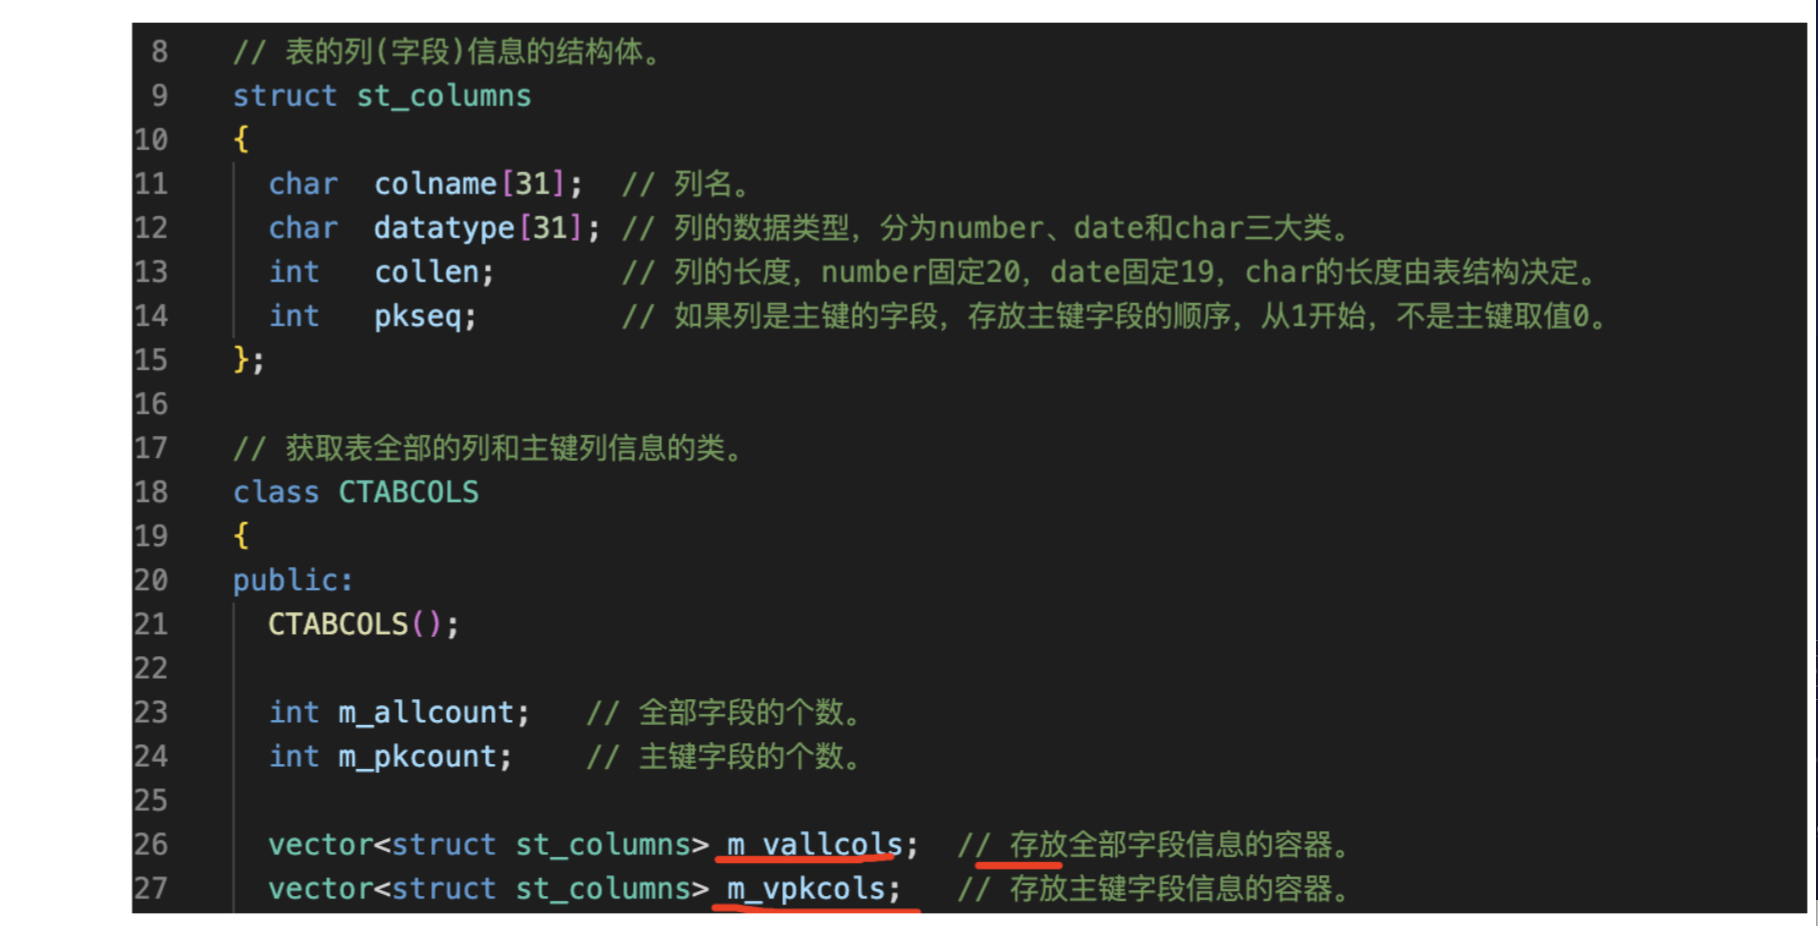 8 // 表的列(字段)信息的结构体。
9 struct st_columns
10 {
11 char colname[31]; // 列名。
12 char datatype[31]; // 列的数据类型，分为number、date和char三大类。
13 int collen; // 列的长度，number固定20，date固定19，char的长度由表结构决定。
14 int pkseq; // 如果列是主键的字段，存放主键字段的顺序，从1开始，不是主键取值0。
15 };
16
17 // 获取表全部的列和主键列信息的类。
18 class CTABCOLS
19 {
20 public:
21 CTABCOLS();
22
23 int m_allcount; // 全部字段的个数。
24 int m_pkcount; // 主键字段的个数。
25
26 vector<struct st_columns> m_vallcols; // 存放全部字段信息的容器。
27 vector<struct st_columns> m_vpkcols; // 存放主键字段信息的容器。